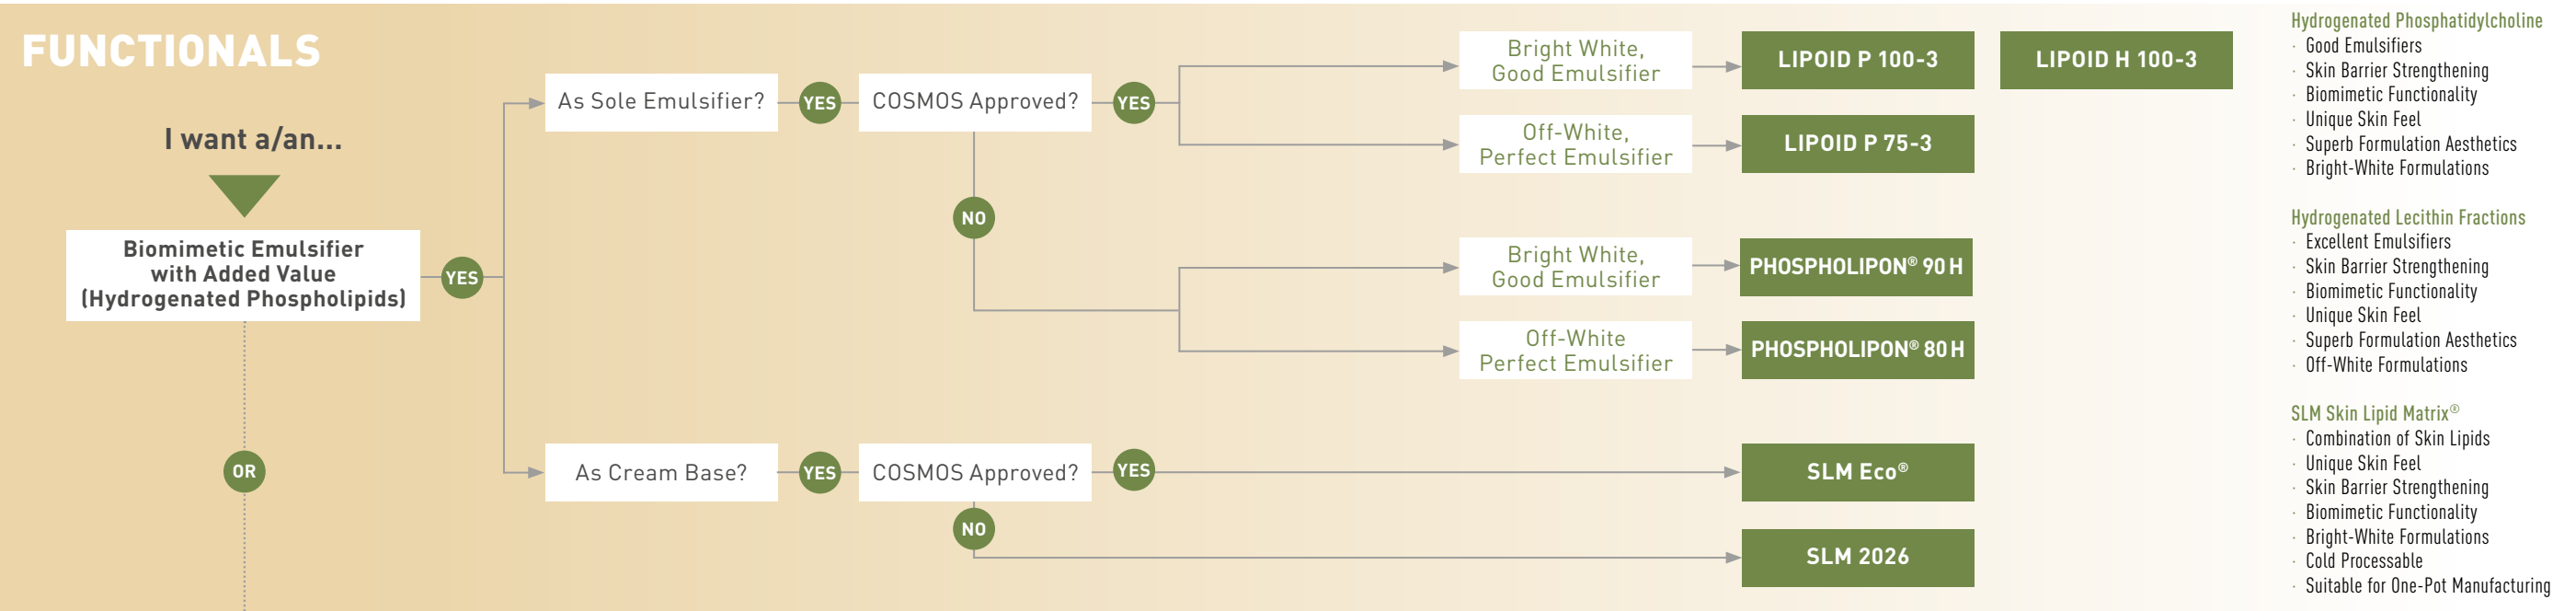 FUNCTIONALS
I want a/an...
Biomimetic Emulsifier
with Added Value
(Hydrogenated Phospholipids)
YES
OR
As Sole Emulsifier?
YES
COSMOS Approved?
YES
NO
Bright White,
Good Emulsifier
LIPOID P 100-3
LIPOID H 100-3
Off-White,
Perfect Emulsifier
LIPOID P 75-3
Bright White,
Good Emulsifier
PHOSPHOLIPON® 90 H
Off-White
Perfect Emulsifier
PHOSPHOLIPON® 80 H
As Cream Base?
YES
COSMOS Approved?
YES
SLM Eco®
NO
SLM 2026
Hydrogenated Phosphatidylcholine
· Good Emulsifiers
· Skin Barrier Strengthening
· Biomimetic Functionality
· Unique Skin Feel
· Superb Formulation Aesthetics
· Bright-White Formulations
Hydrogenated Lecithin Fractions
· Excellent Emulsifiers
· Skin Barrier Strengthening
· Biomimetic Functionality
· Unique Skin Feel
· Superb Formulation Aesthetics
· Off-White Formulations
SLM Skin Lipid Matrix®
· Combination of Skin Lipids
· Unique Skin Feel
· Skin Barrier Strengthening
· Biomimetic Functionality
· Bright-White Formulations
· Cold Processable
· Suitable for One-Pot Manufacturing